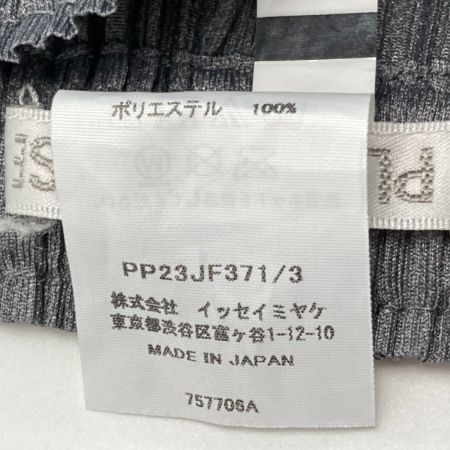 ポリエステル 100%
PL
S
PP23JF371/3
株式会社 イッセイミヤケ
東京都渋谷区富ヶ谷1-12-10
MADE IN JAPAN
757706A